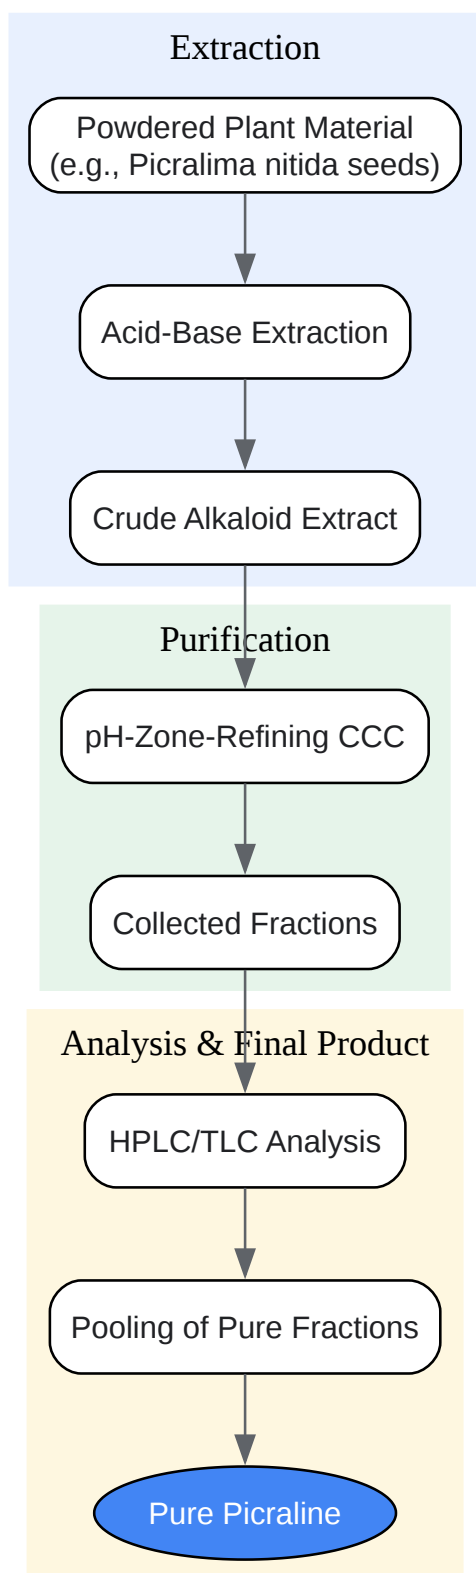 Extraction
Powdered Plant Material
(e.g., Picralima nitida seeds)
Acid-Base Extraction
Crude Alkaloid Extract
Purification
pH-Zone-Refining CCC
Collected Fractions
Analysis & Final Product
HPLC/TLC Analysis
Pooling of Pure Fractions
Pure Picraline